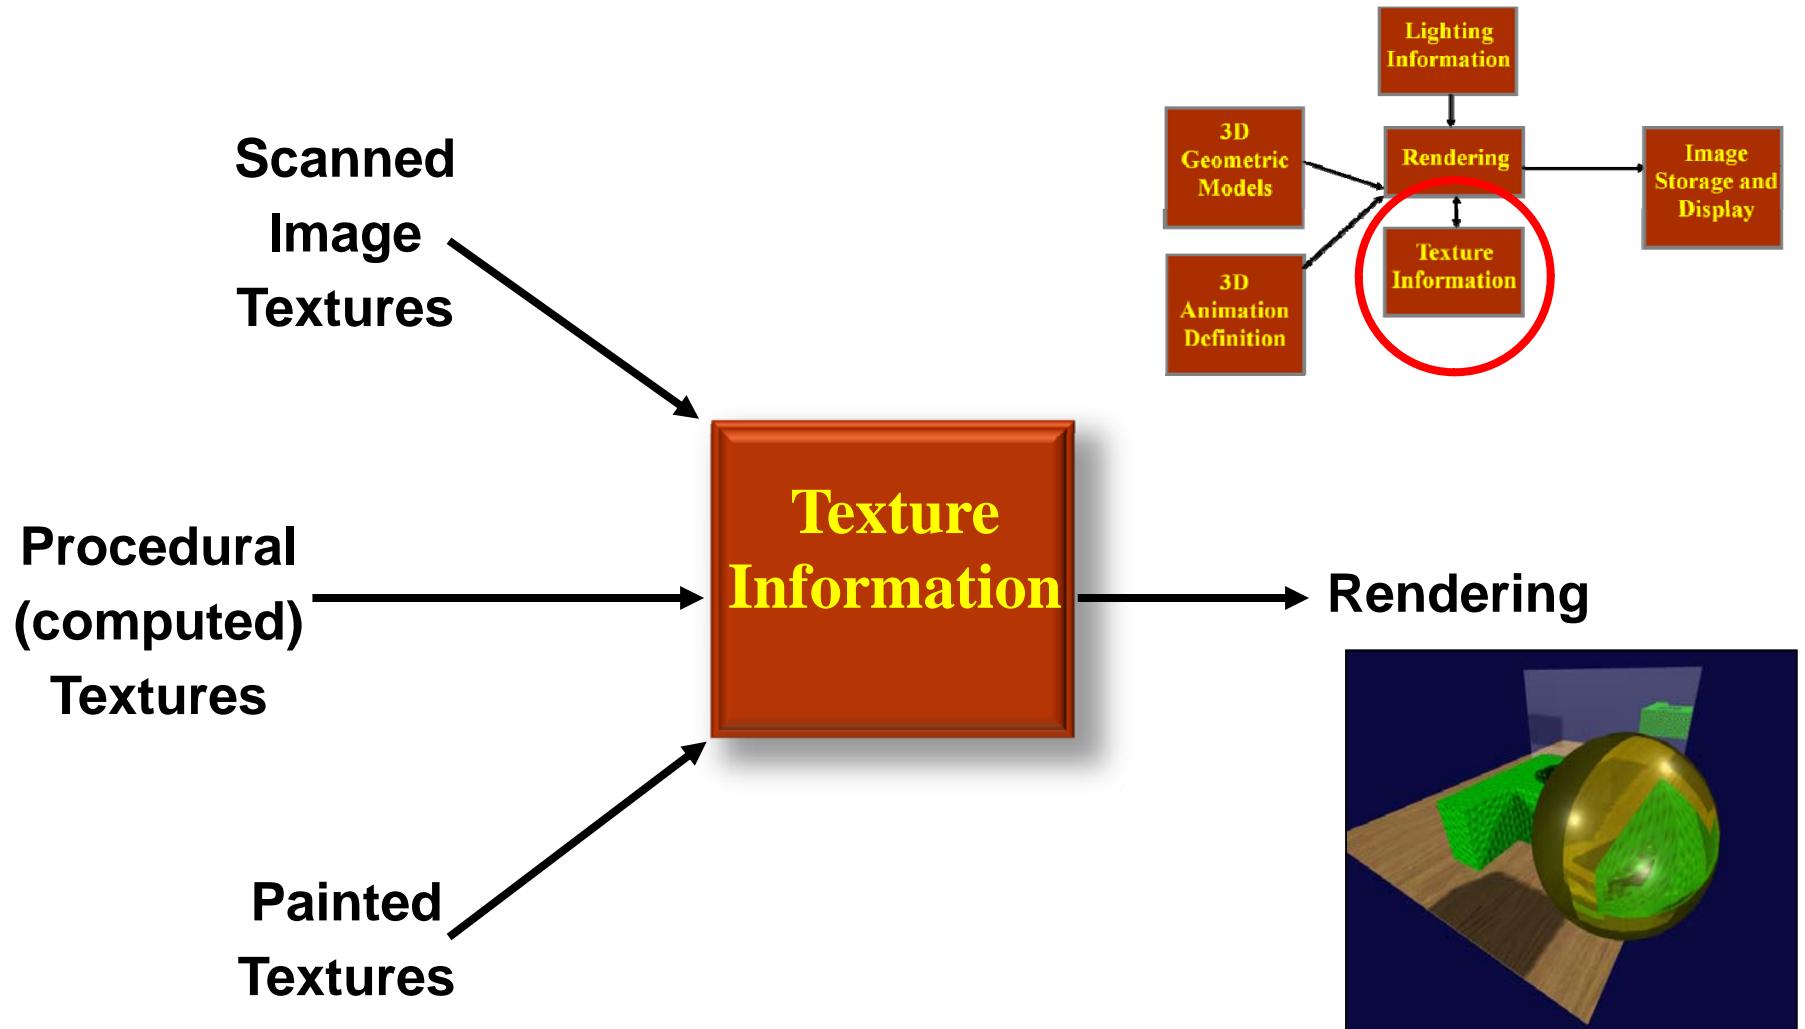 Lighting
Information
3D
Geometric
Models
Rendering
Image
Storage and
Display
Texture
Information
3D
Animation
Definition
Scanned
Image
Textures
Procedural
(computed)
Textures
Painted
Textures
Texture
Information
Rendering